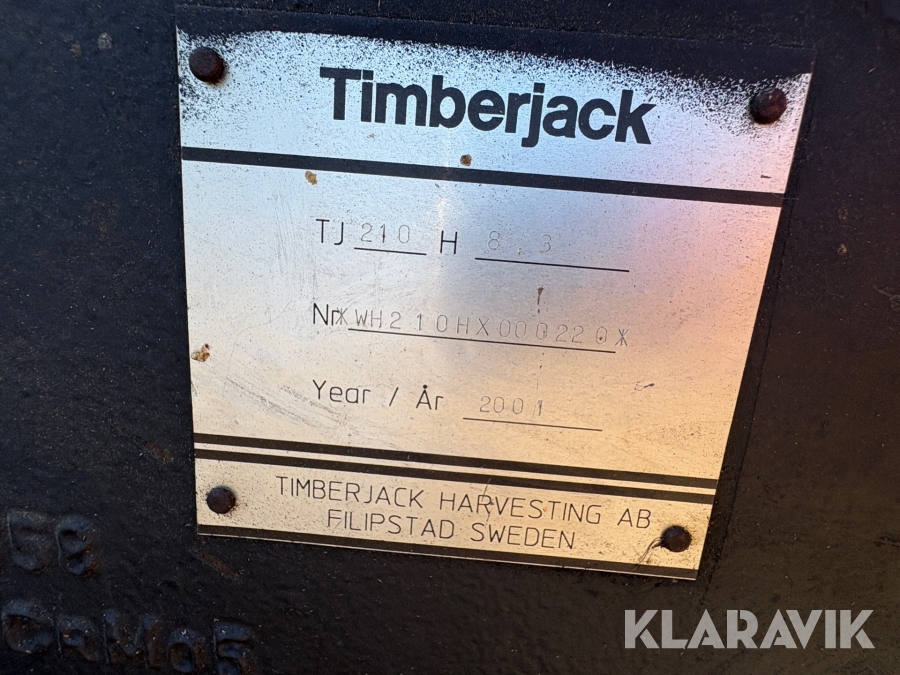 Timberjack
TJ 210 H 8.3
Nr *WH210HX000220*
Year / År 2001
TIMBERJACK HARVESTING AB
FILIPSTAD SWEDEN
KLARAVIK